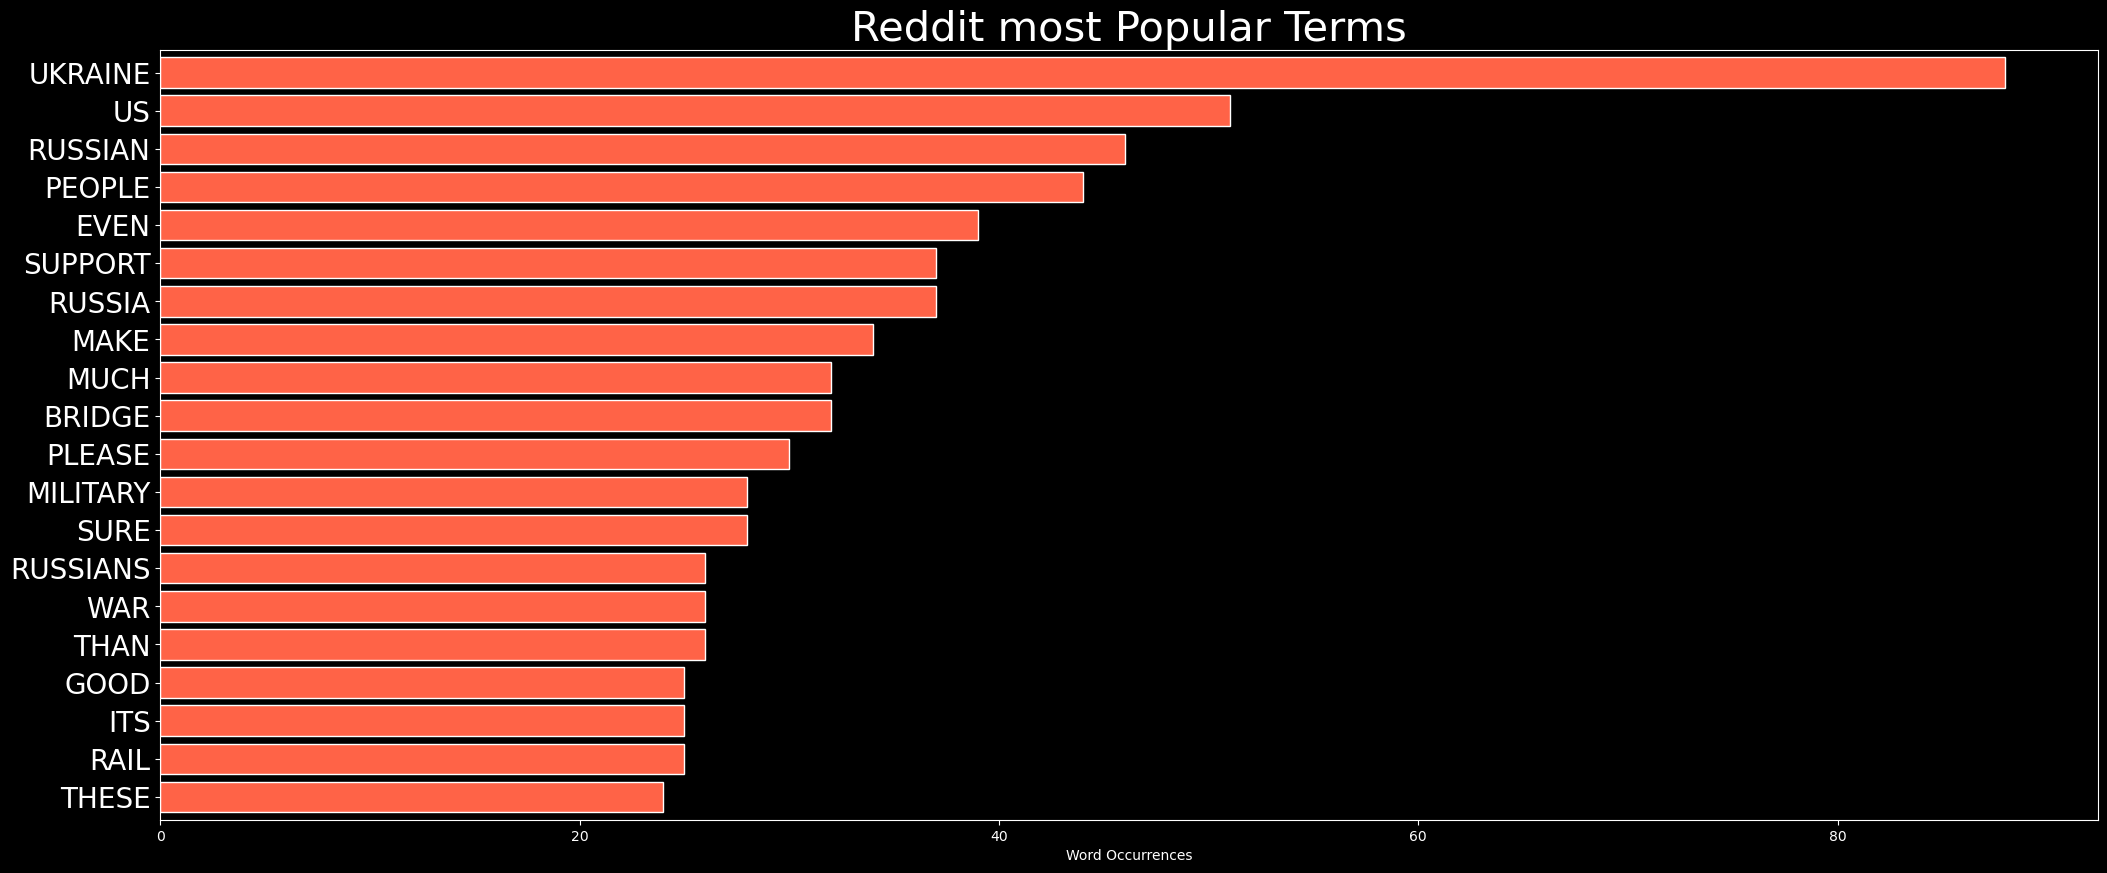 Reddit most Popular Terms
UKRAINE
US
RUSSIAN
PEOPLE
EVEN
SUPPORT
RUSSIA
MAKE
MUCH
BRIDGE
PLEASE
MILITARY
SURE
RUSSIANS
WAR
THAN
GOOD
ITS
RAIL
THESE
0 20 40 60 80
Word Occurrences